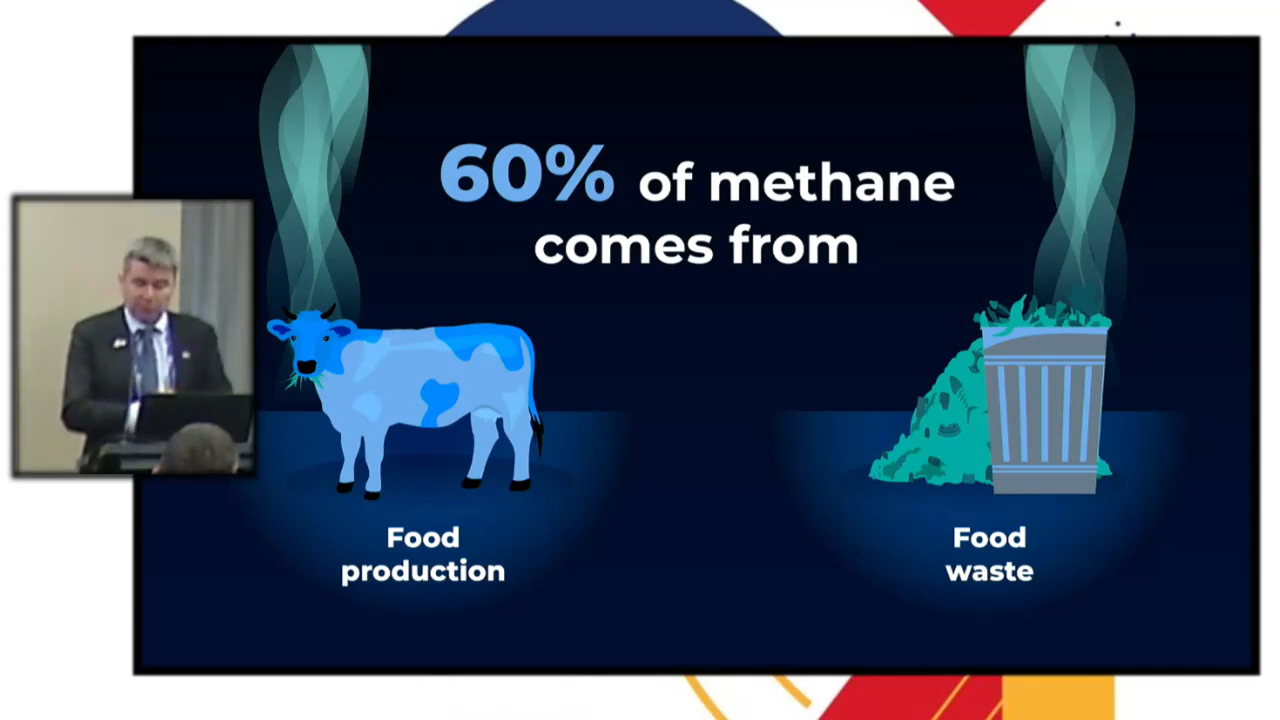 60% of methane
comes from
Food
production
Food
waste